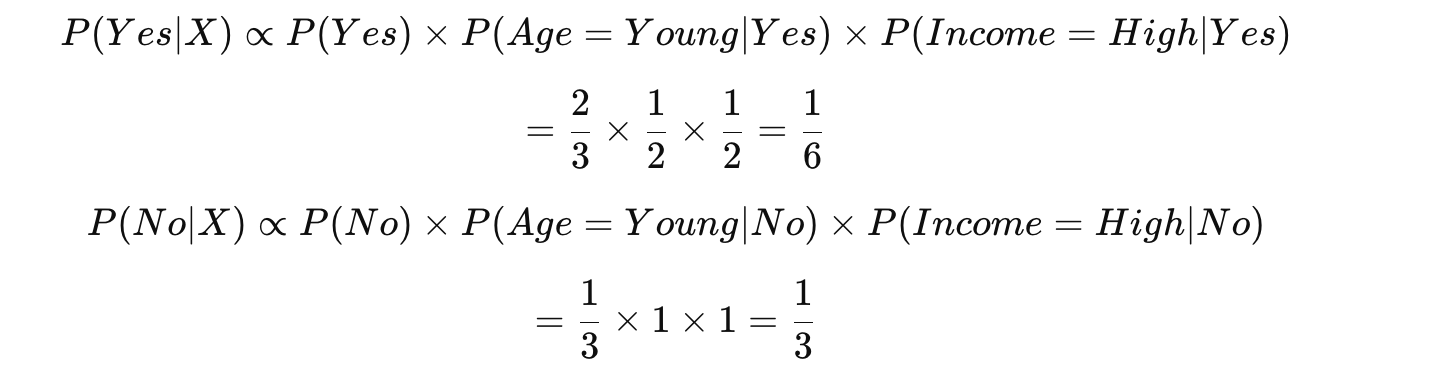 P(Yes|X) ∝ P(Yes) × P(Age = Young|Yes) × P(Income = High|Yes)
= 2/3 × 1/2 × 1/2 = 1/6
P(No|X) ∝ P(No) × P(Age = Young|No) × P(Income = High|No)
= 1/3 × 1 × 1 = 1/3